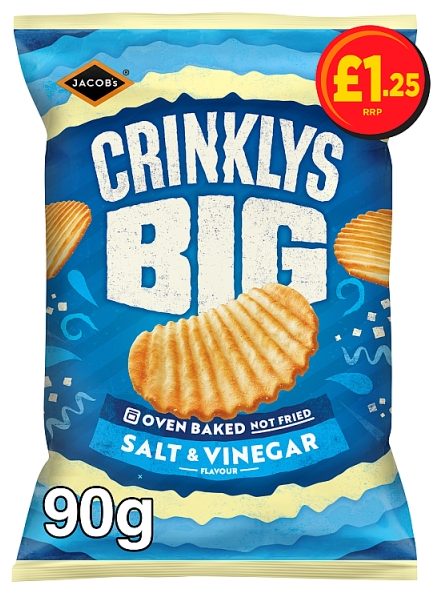 JACOB'S
®
£1.25
RRP
CRINKLYS
BIG
OVEN BAKED NOT FRIED
SALT & VINEGAR
FLAVOUR
90g